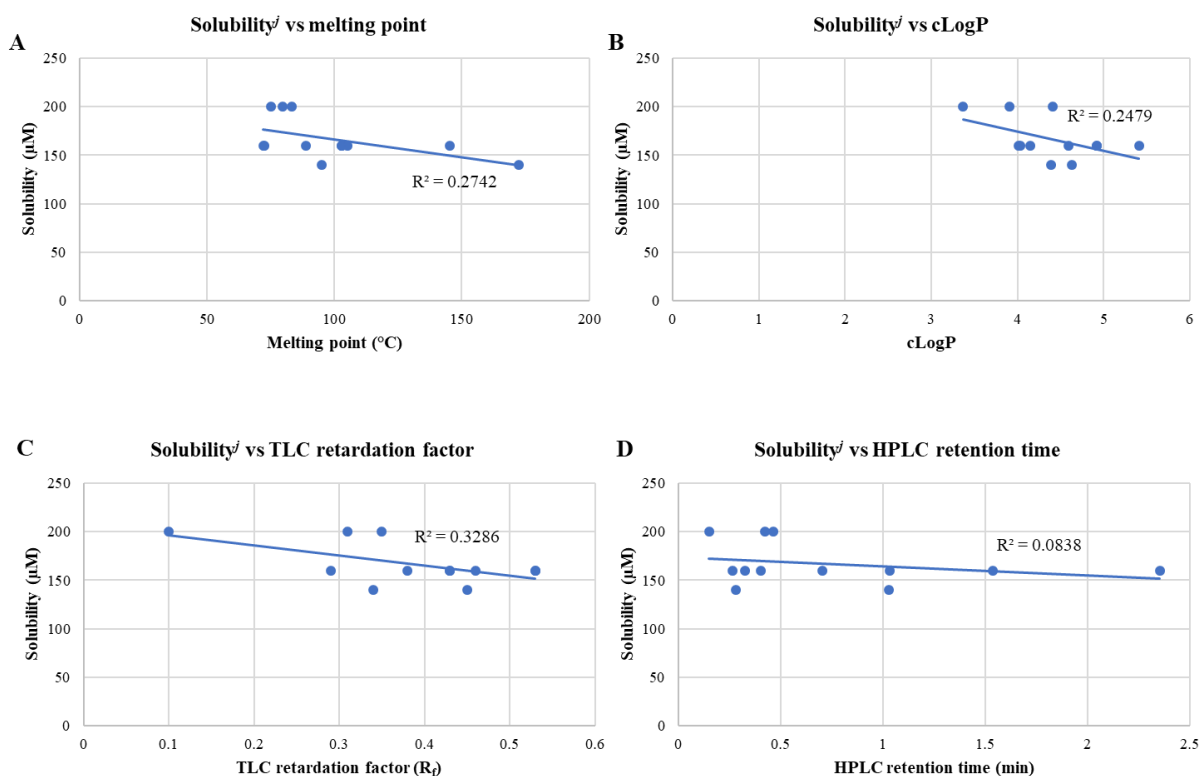 A
Solubilityʲ vs melting point
Solubility (µM)
250
200
150
100
50
0
R² = 0.2742
0 50 100 150 200
Melting point (°C)
B
Solubilityʲ vs cLogP
Solubility (µM)
250
200
150
100
50
0
R² = 0.2479
0 1 2 3 4 5 6
cLogP
C
Solubilityʲ vs TLC retardation factor
Solubility (µM)
250
200
150
100
50
0
R² = 0.3286
0 0.1 0.2 0.3 0.4 0.5 0.6
TLC retardation factor (R_f)
D
Solubilityʲ vs HPLC retention time
Solubility (µM)
250
200
150
100
50
0
R² = 0.0838
0 0.5 1 1.5 2 2.5
HPLC retention time (min)